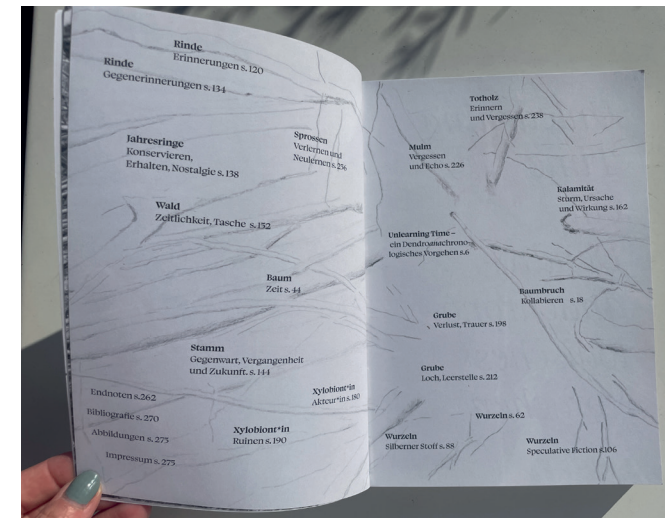 Rinde
Erinnerungen s.120
Rinde
Gegenerinnerungen s.134
Jahresringe
Konservieren,
Erhalten, Nostalgie s.138
Sprossen
Verlernen und
Neulernen s.256
Wald
Zeitlichkeit, Tasche s.152
Baum
Zeit s.44
Stamm
Gegenwart, Vergangenheit
und Zukunft. s.144
Endnoten s.262
Bibliografie s.270
Abbildungen s.275
Impressum s.275
Xylobiont*in
Akteur*in s.180
Xylobiont*in
Ruinen s.190
Totholz
Erinnern
und Vergessen s.238
Mulm
Vergessen
und Echo s.226
Kalamität
Sturm, Ursache
und Wirkung s.162
Unlearning Time –
ein Dendroanachrono-
logisches Vorgehen s.6
Baumbruch
Kollabieren s.18
Grube
Verlust, Trauer s.198
Grube
Loch, Leerstelle s.212
Wurzeln s.62
Wurzeln
Silberner Stoff s.88
Wurzeln
Speculative Fiction s.106